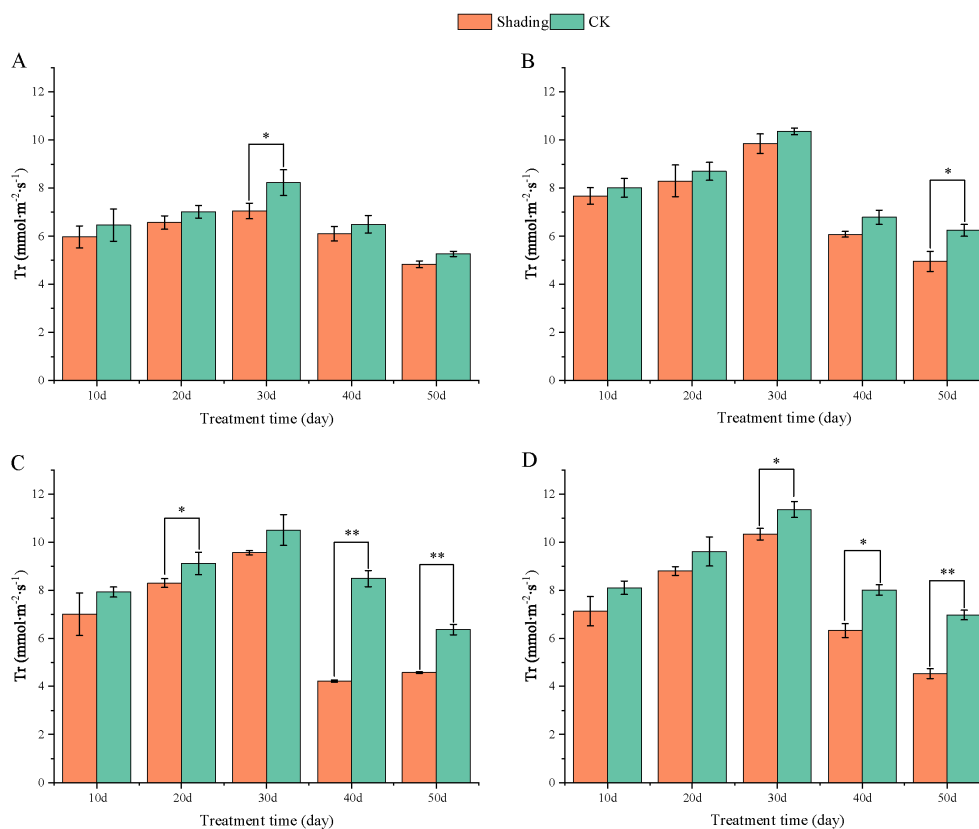 Shading CK
A
Tr (mmol·m⁻²·s⁻¹)
12
10
8
6
4
2
0
*
10d 20d 30d 40d 50d
Treatment time (day)
B
Tr (mmol·m⁻²·s⁻¹)
12
10
8
6
4
2
0
*
10d 20d 30d 40d 50d
Treatment time (day)
C
Tr (mmol·m⁻²·s⁻¹)
12
10
8
6
4
2
0
* ** **
10d 20d 30d 40d 50d
Treatment time (day)
D
Tr (mmol·m⁻²·s⁻¹)
12
10
8
6
4
2
0
* * **
10d 20d 30d 40d 50d
Treatment time (day)